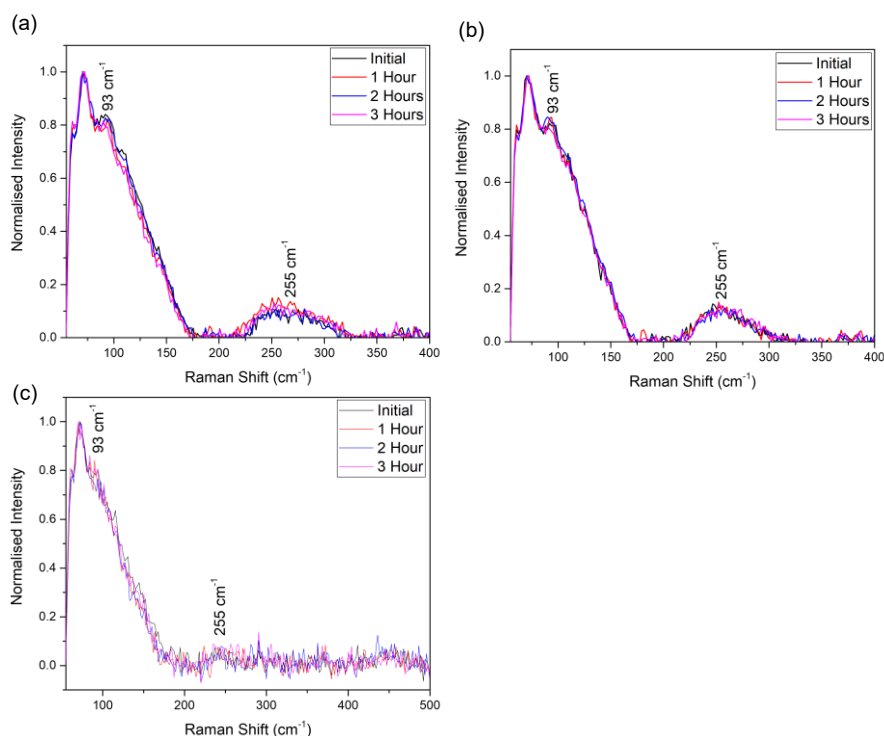 (a)
93 cm⁻¹
255 cm⁻¹
Initial
1 Hour
2 Hours
3 Hours
Normalised Intensity
1.0
0.8
0.6
0.4
0.2
0.0
100 150 200 250 300 350 400
Raman Shift (cm⁻¹)
(b)
93 cm⁻¹
255 cm⁻¹
Initial
1 Hour
2 Hours
3 Hours
Normalised Intensity
1.0
0.8
0.6
0.4
0.2
0.0
100 150 200 250 300 350 400
Raman Shift (cm⁻¹)
(c)
93 cm⁻¹
255 cm⁻¹
Initial
1 Hour
2 Hour
3 Hour
Normalised Intensity
1.0
0.8
0.6
0.4
0.2
0.0
100 150 200 250 300 350 400 450 500
Raman Shift (cm⁻¹)